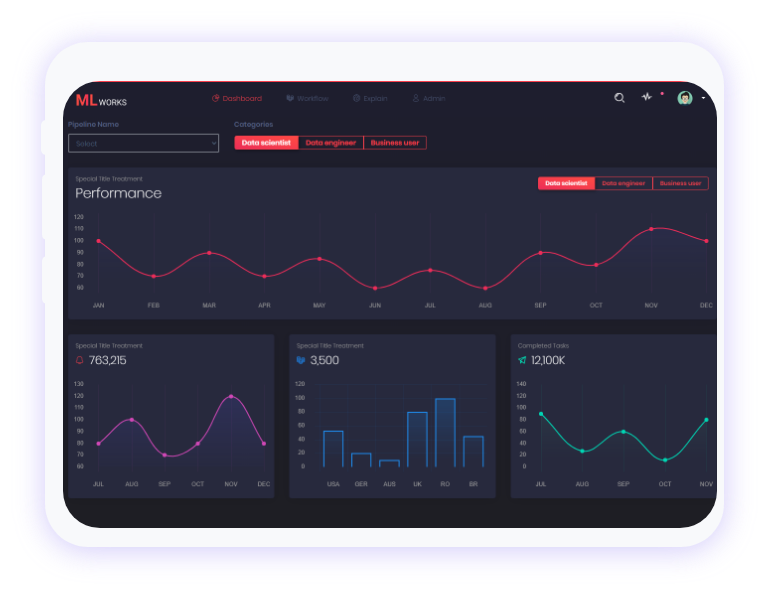 ML WORKS
Dashboard Workflow Explain Admin
Pipeline Name Categories
Select Data scientist Data engineer Business user
Special Title Treatment
Performance Data scientist Data engineer Business user
120
110
100
90
80
70
60
JAN FEB MAR APR MAY JUN JUL AUG SEP OCT NOV DEC
Special Title Treatment
763,215
130
120
110
100
90
80
70
60
JUL AUG SEP OCT NOV DEC
Special Title Treatment
3,500
120
100
80
60
40
20
0
USA GER AUS UK RO BR
Completed Tasks
12,100K
140
120
100
80
60
40
20
0
JUL AUG SEP OCT NOV